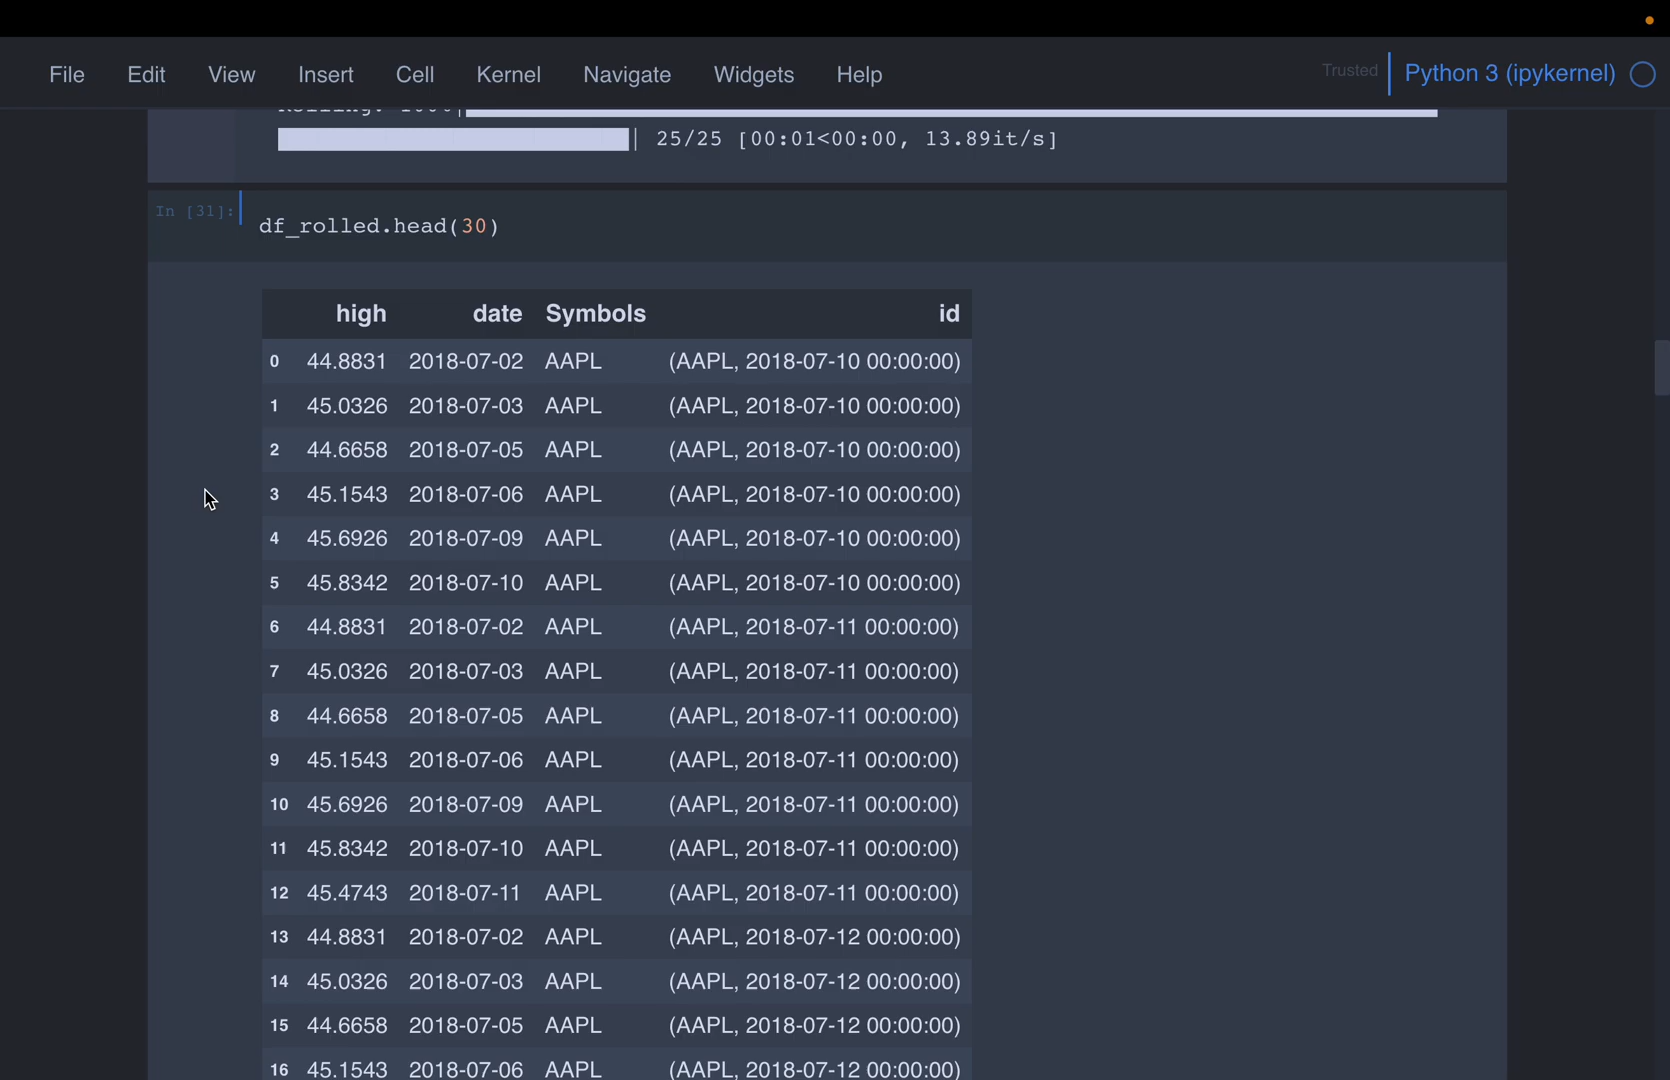 File Edit View Insert Cell Kernel Navigate Widgets Help Trusted Python 3 (ipykernel)
25/25 [00:01<00:00, 13.89it/s]
In [31]: df_rolled.head(30)
high date Symbols id
0 44.8831 2018-07-02 AAPL (AAPL, 2018-07-10 00:00:00)
1 45.0326 2018-07-03 AAPL (AAPL, 2018-07-10 00:00:00)
2 44.6658 2018-07-05 AAPL (AAPL, 2018-07-10 00:00:00)
3 45.1543 2018-07-06 AAPL (AAPL, 2018-07-10 00:00:00)
4 45.6926 2018-07-09 AAPL (AAPL, 2018-07-10 00:00:00)
5 45.8342 2018-07-10 AAPL (AAPL, 2018-07-10 00:00:00)
6 44.8831 2018-07-02 AAPL (AAPL, 2018-07-11 00:00:00)
7 45.0326 2018-07-03 AAPL (AAPL, 2018-07-11 00:00:00)
8 44.6658 2018-07-05 AAPL (AAPL, 2018-07-11 00:00:00)
9 45.1543 2018-07-06 AAPL (AAPL, 2018-07-11 00:00:00)
10 45.6926 2018-07-09 AAPL (AAPL, 2018-07-11 00:00:00)
11 45.8342 2018-07-10 AAPL (AAPL, 2018-07-11 00:00:00)
12 45.4743 2018-07-11 AAPL (AAPL, 2018-07-11 00:00:00)
13 44.8831 2018-07-02 AAPL (AAPL, 2018-07-12 00:00:00)
14 45.0326 2018-07-03 AAPL (AAPL, 2018-07-12 00:00:00)
15 44.6658 2018-07-05 AAPL (AAPL, 2018-07-12 00:00:00)
16 45.1543 2018-07-06 AAPL (AAPL, 2018-07-12 00:00:00)